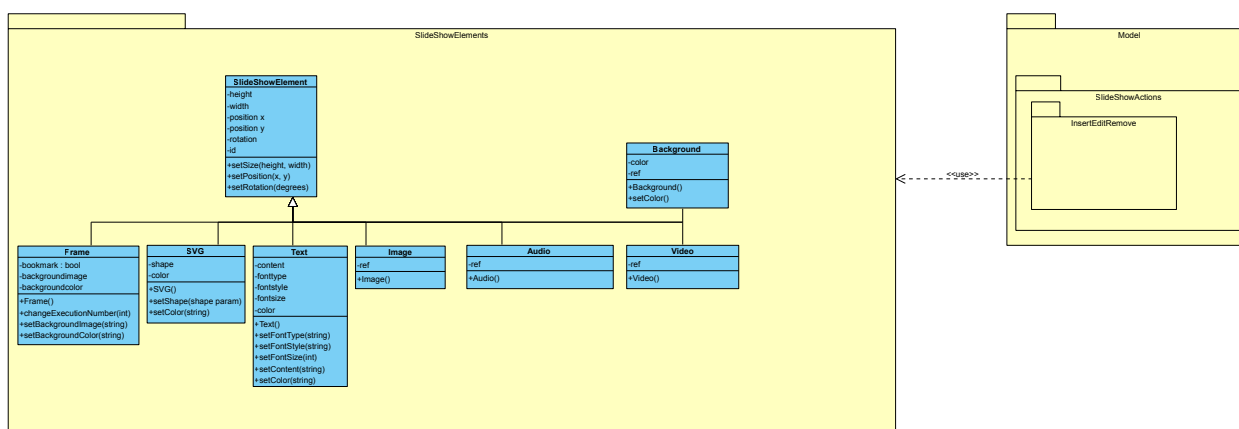 SlideShowElements
SlideShowElement
-height
-width
-position x
-position y
-rotation
-id
+setSize(height, width)
+setPosition(x, y)
+setRotation(degrees)
Background
-color
-ref
+Background()
+setColor()
Frame
-bookmark : bool
-backgroundimage
-backgroundcolor
+Frame()
+changeExecutionNumber(int)
+setBackgroundImage(string)
+setBackgroundColor(string)
SVG
-shape
-color
+SVG()
+setShape(shape param)
+setColor(string)
Text
-content
-fonttype
-fontstyle
-fontsize
-color
+Text()
+setFontType(string)
+setFontStyle(string)
+setFontSize(int)
+setContent(string)
+setColor(string)
Image
-ref
+Image()
Audio
-ref
+Audio()
Video
-ref
+Video()
<<use>>
Model
SlideShowActions
InsertEditRemove